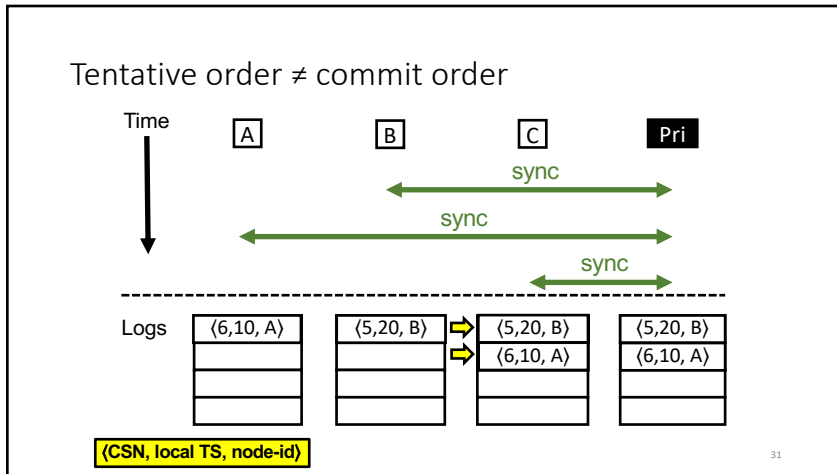 Tentative order ≠ commit order
Time A B C Pri
sync
sync
sync
Logs ⟨6,10, A⟩ ⟨5,20, B⟩ ⟨5,20, B⟩ ⟨5,20, B⟩
⟨6,10, A⟩ ⟨6,10, A⟩
⟨CSN, local TS, node-id⟩
31